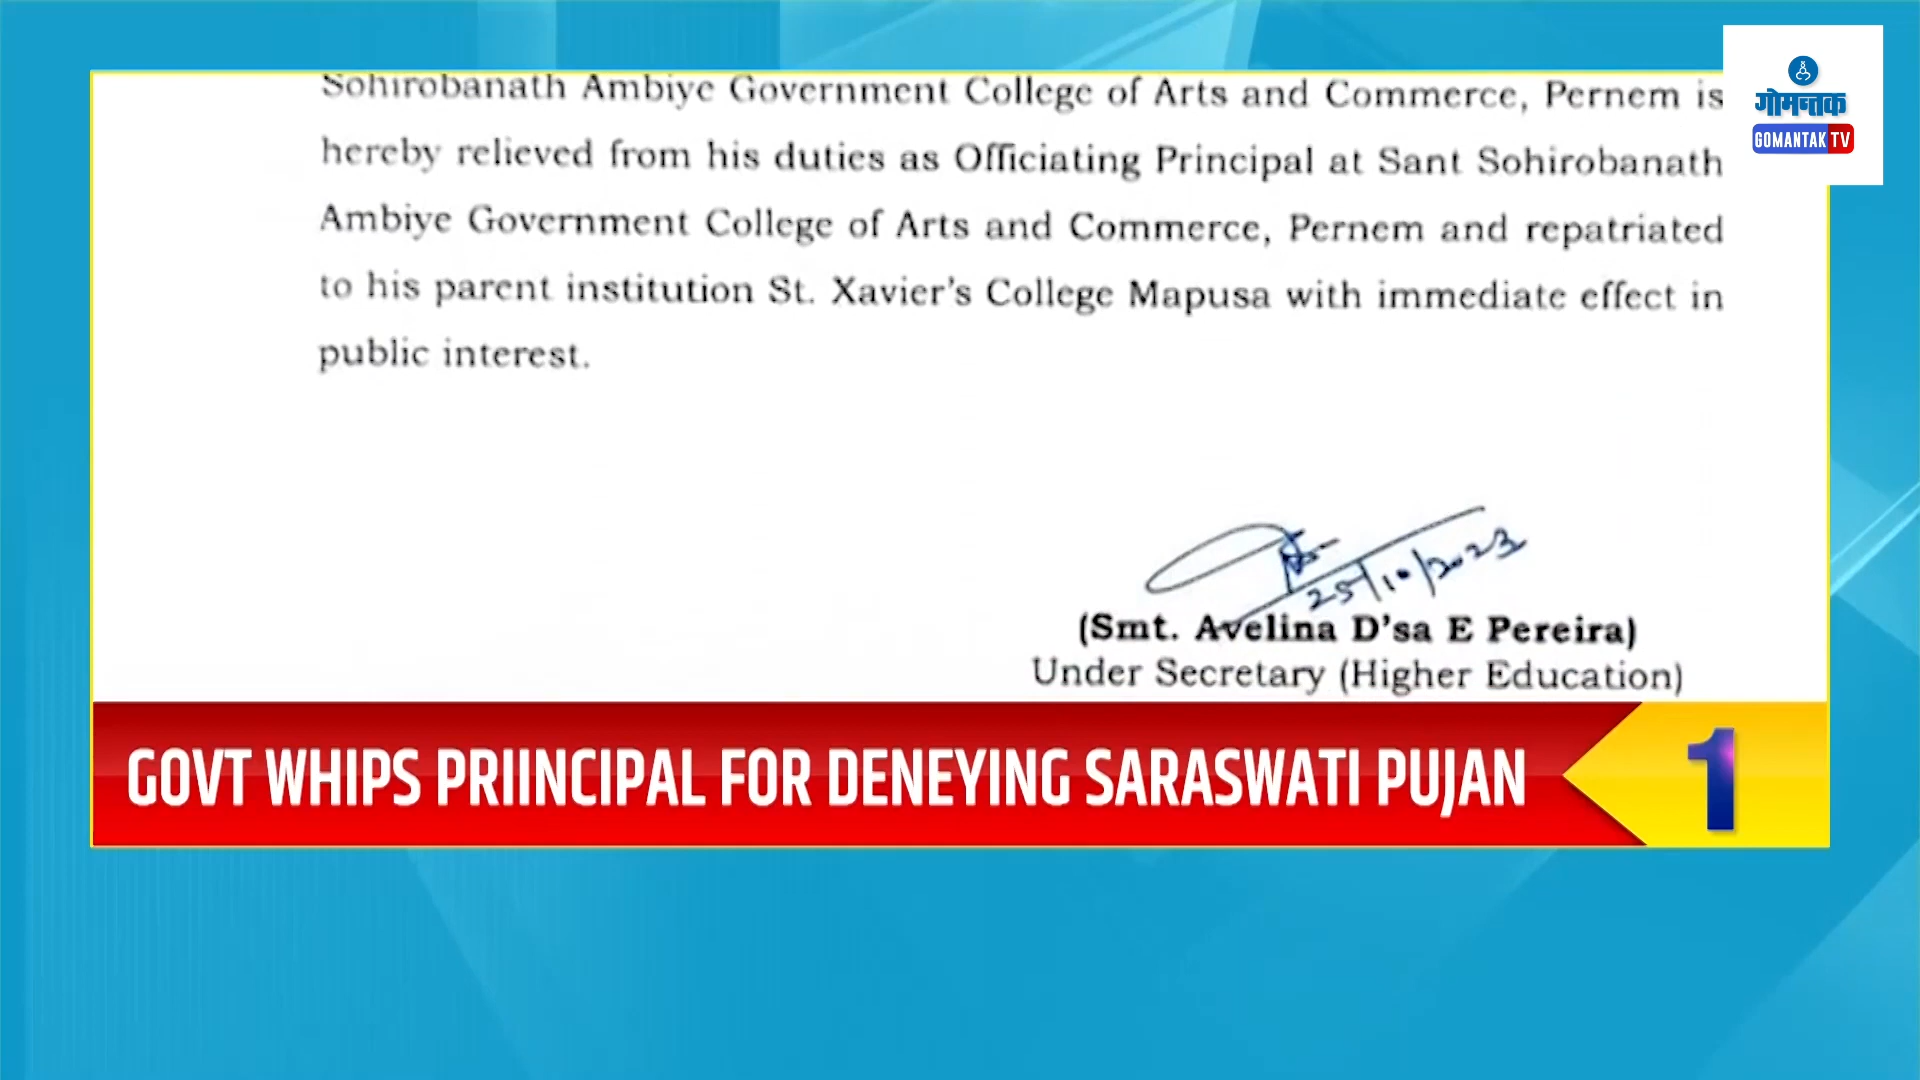 Sohirobanath Ambiye Government College of Arts and Commerce, Pernem is
hereby relieved from his duties as Officiating Principal at Sant Sohirobanath
Ambiye Government College of Arts and Commerce, Pernem and repatriated
to his parent institution St. Xavier's College Mapusa with immediate effect in
public interest.
25/10/2023
(Smt. Avelina D'sa E Pereira)
Under Secretary (Higher Education)
GOVT WHIPS PRIINCIPAL FOR DENEYING SARASWATI PUJAN
1
गोमन्तक
GOMANTAK TV